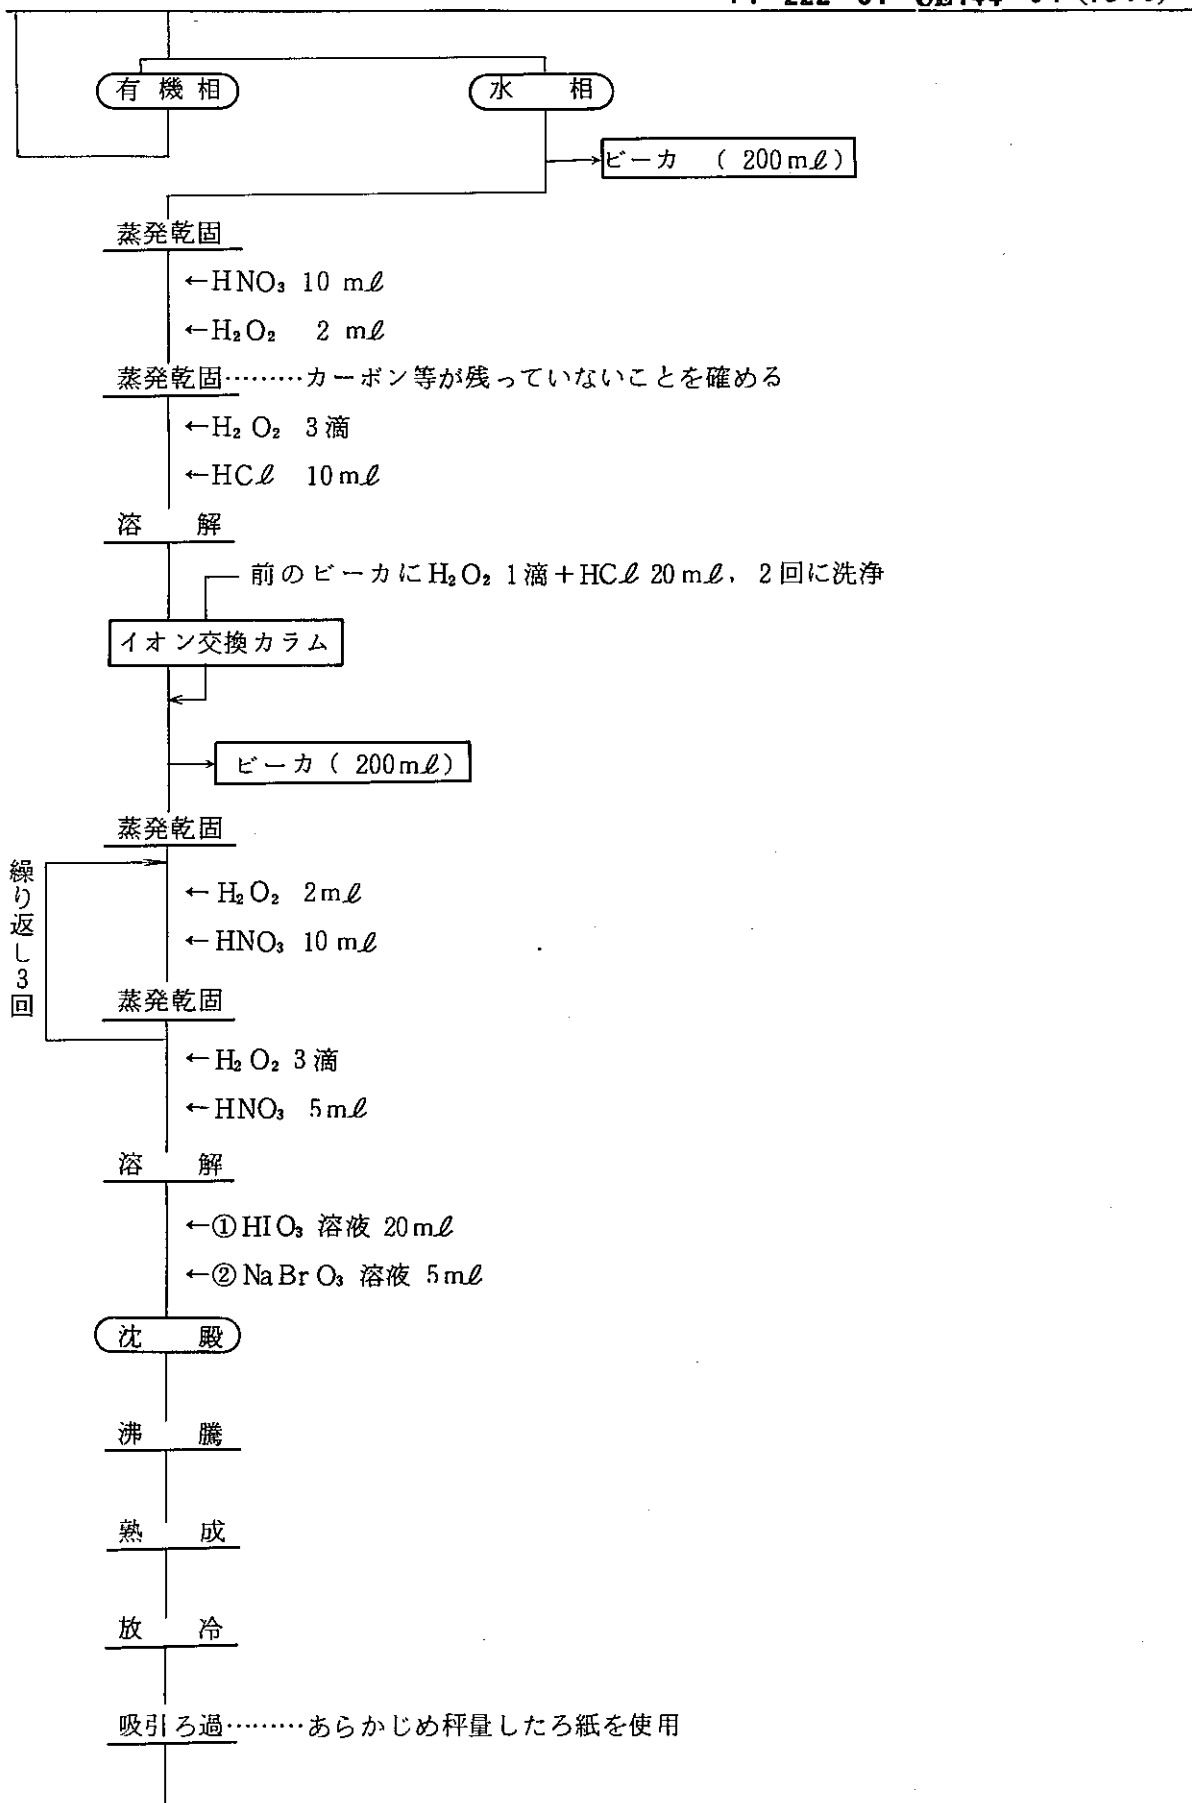 有機相　水相
ビーカ （ 200mℓ）
蒸発乾固
←HNO₃ 10 mℓ
←H₂O₂ 2 mℓ
蒸発乾固………カーボン等が残っていないことを確める
←H₂O₂ 3滴
←HCℓ 10mℓ
溶解
前のビーカにH₂O₂ 1滴+HCℓ 20mℓ，2回に洗浄
イオン交換カラム
ビーカ（ 200mℓ）
蒸発乾固
繰り返し3回
←H₂O₂ 2mℓ
←HNO₃ 10 mℓ
蒸発乾固
←H₂O₂ 3滴
←HNO₃ 5mℓ
溶解
←①HIO₃ 溶液 20mℓ
←②NaBrO₃ 溶液 5mℓ
沈殿
沸騰
熟成
放冷
吸引ろ過………あらかじめ秤量したろ紙を使用